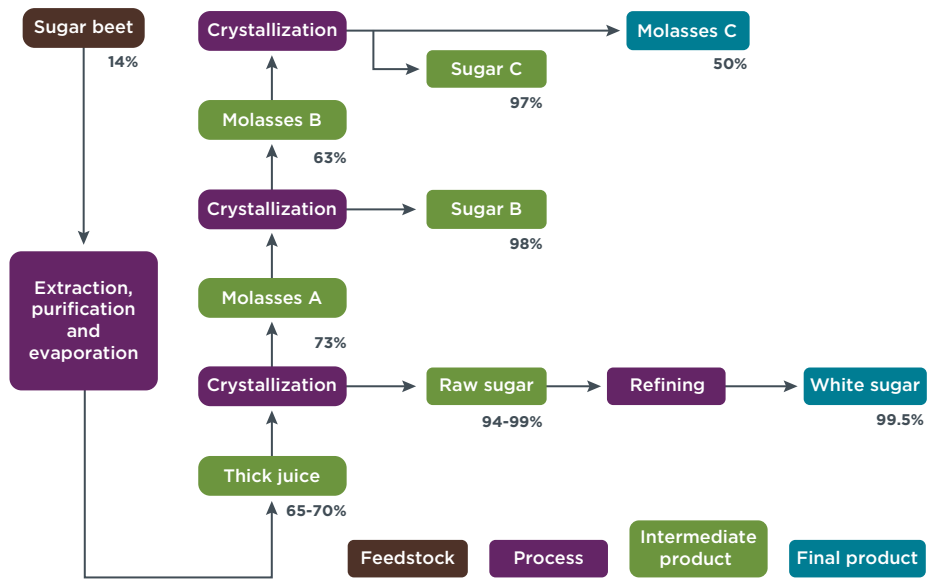 Sugar beet
14%
Extraction,
purification
and
evaporation
Crystallization
Molasses C
50%
Sugar C
97%
Molasses B
63%
Crystallization
Sugar B
98%
Molasses A
73%
Crystallization
Raw sugar
94-99%
Refining
White sugar
99.5%
Thick juice
65-70%
Feedstock
Process
Intermediate
product
Final product